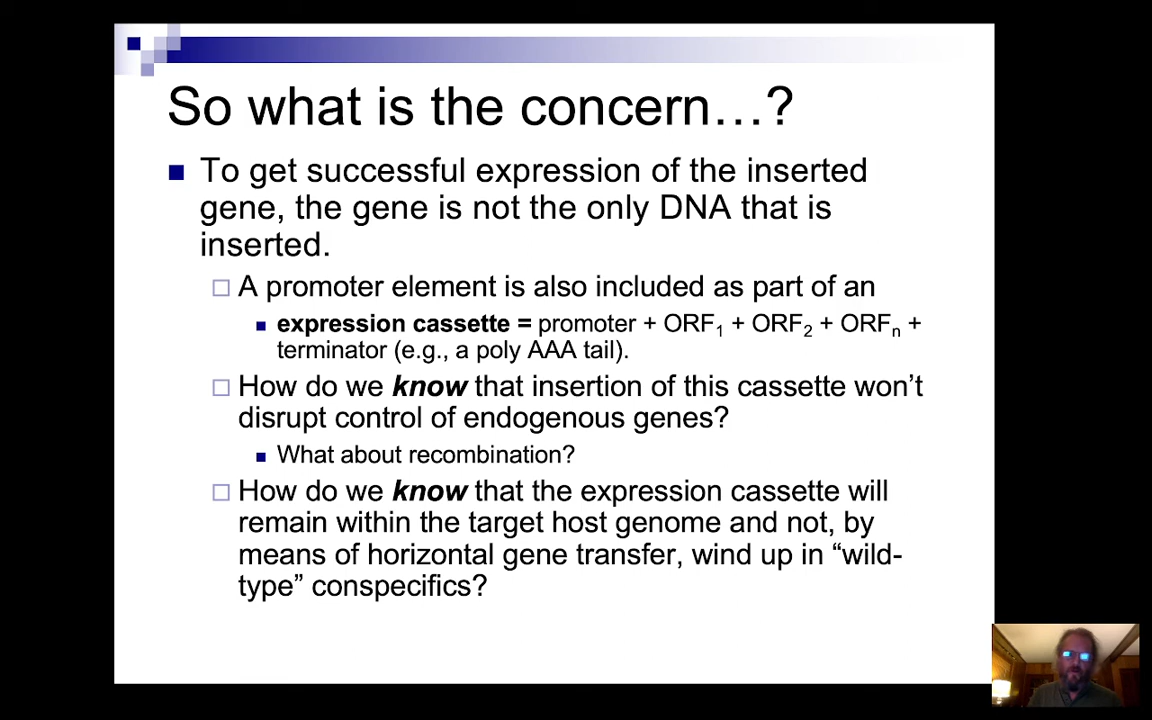 So what is the concern…?
To get successful expression of the inserted
gene, the gene is not the only DNA that is
inserted.
A promoter element is also included as part of an
expression cassette = promoter + ORF1 + ORF2 + ORFn +
terminator (e.g., a poly AAA tail).
How do we know that insertion of this cassette won’t
disrupt control of endogenous genes?
What about recombination?
How do we know that the expression cassette will
remain within the target host genome and not, by
means of horizontal gene transfer, wind up in “wild-
type” conspecifics?